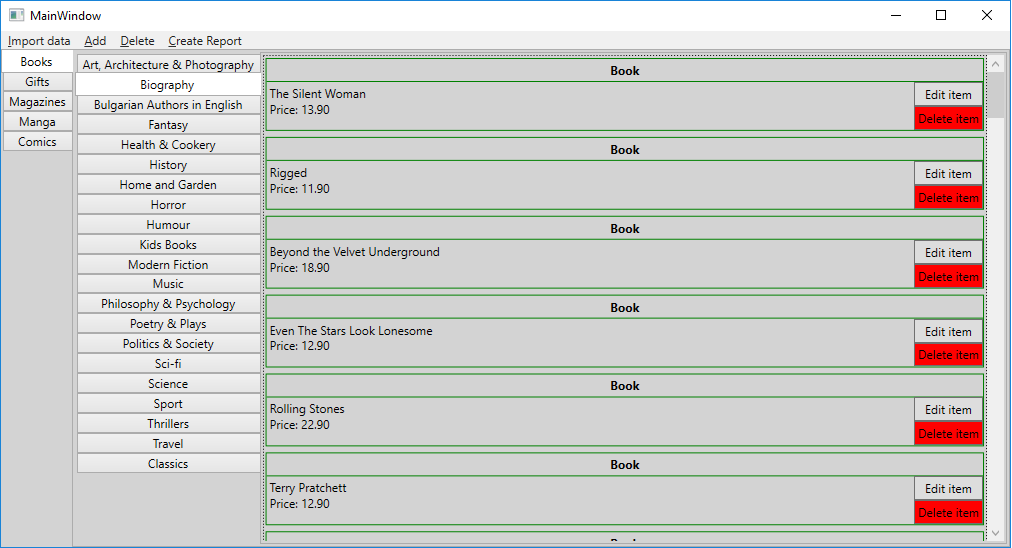 MainWindow
Import data Add Delete Create Report
Books
Gifts
Magazines
Manga
Comics
Art, Architecture & Photography
Biography
Bulgarian Authors in English
Fantasy
Health & Cookery
History
Home and Garden
Horror
Humour
Kids Books
Modern Fiction
Music
Philosophy & Psychology
Poetry & Plays
Politics & Society
Sci-fi
Science
Sport
Thrillers
Travel
Classics
Book
The Silent Woman
Price: 13.90
Edit item
Delete item
Book
Rigged
Price: 11.90
Edit item
Delete item
Book
Beyond the Velvet Underground
Price: 18.90
Edit item
Delete item
Book
Even The Stars Look Lonesome
Price: 12.90
Edit item
Delete item
Book
Rolling Stones
Price: 22.90
Edit item
Delete item
Book
Terry Pratchett
Price: 12.90
Edit item
Delete item